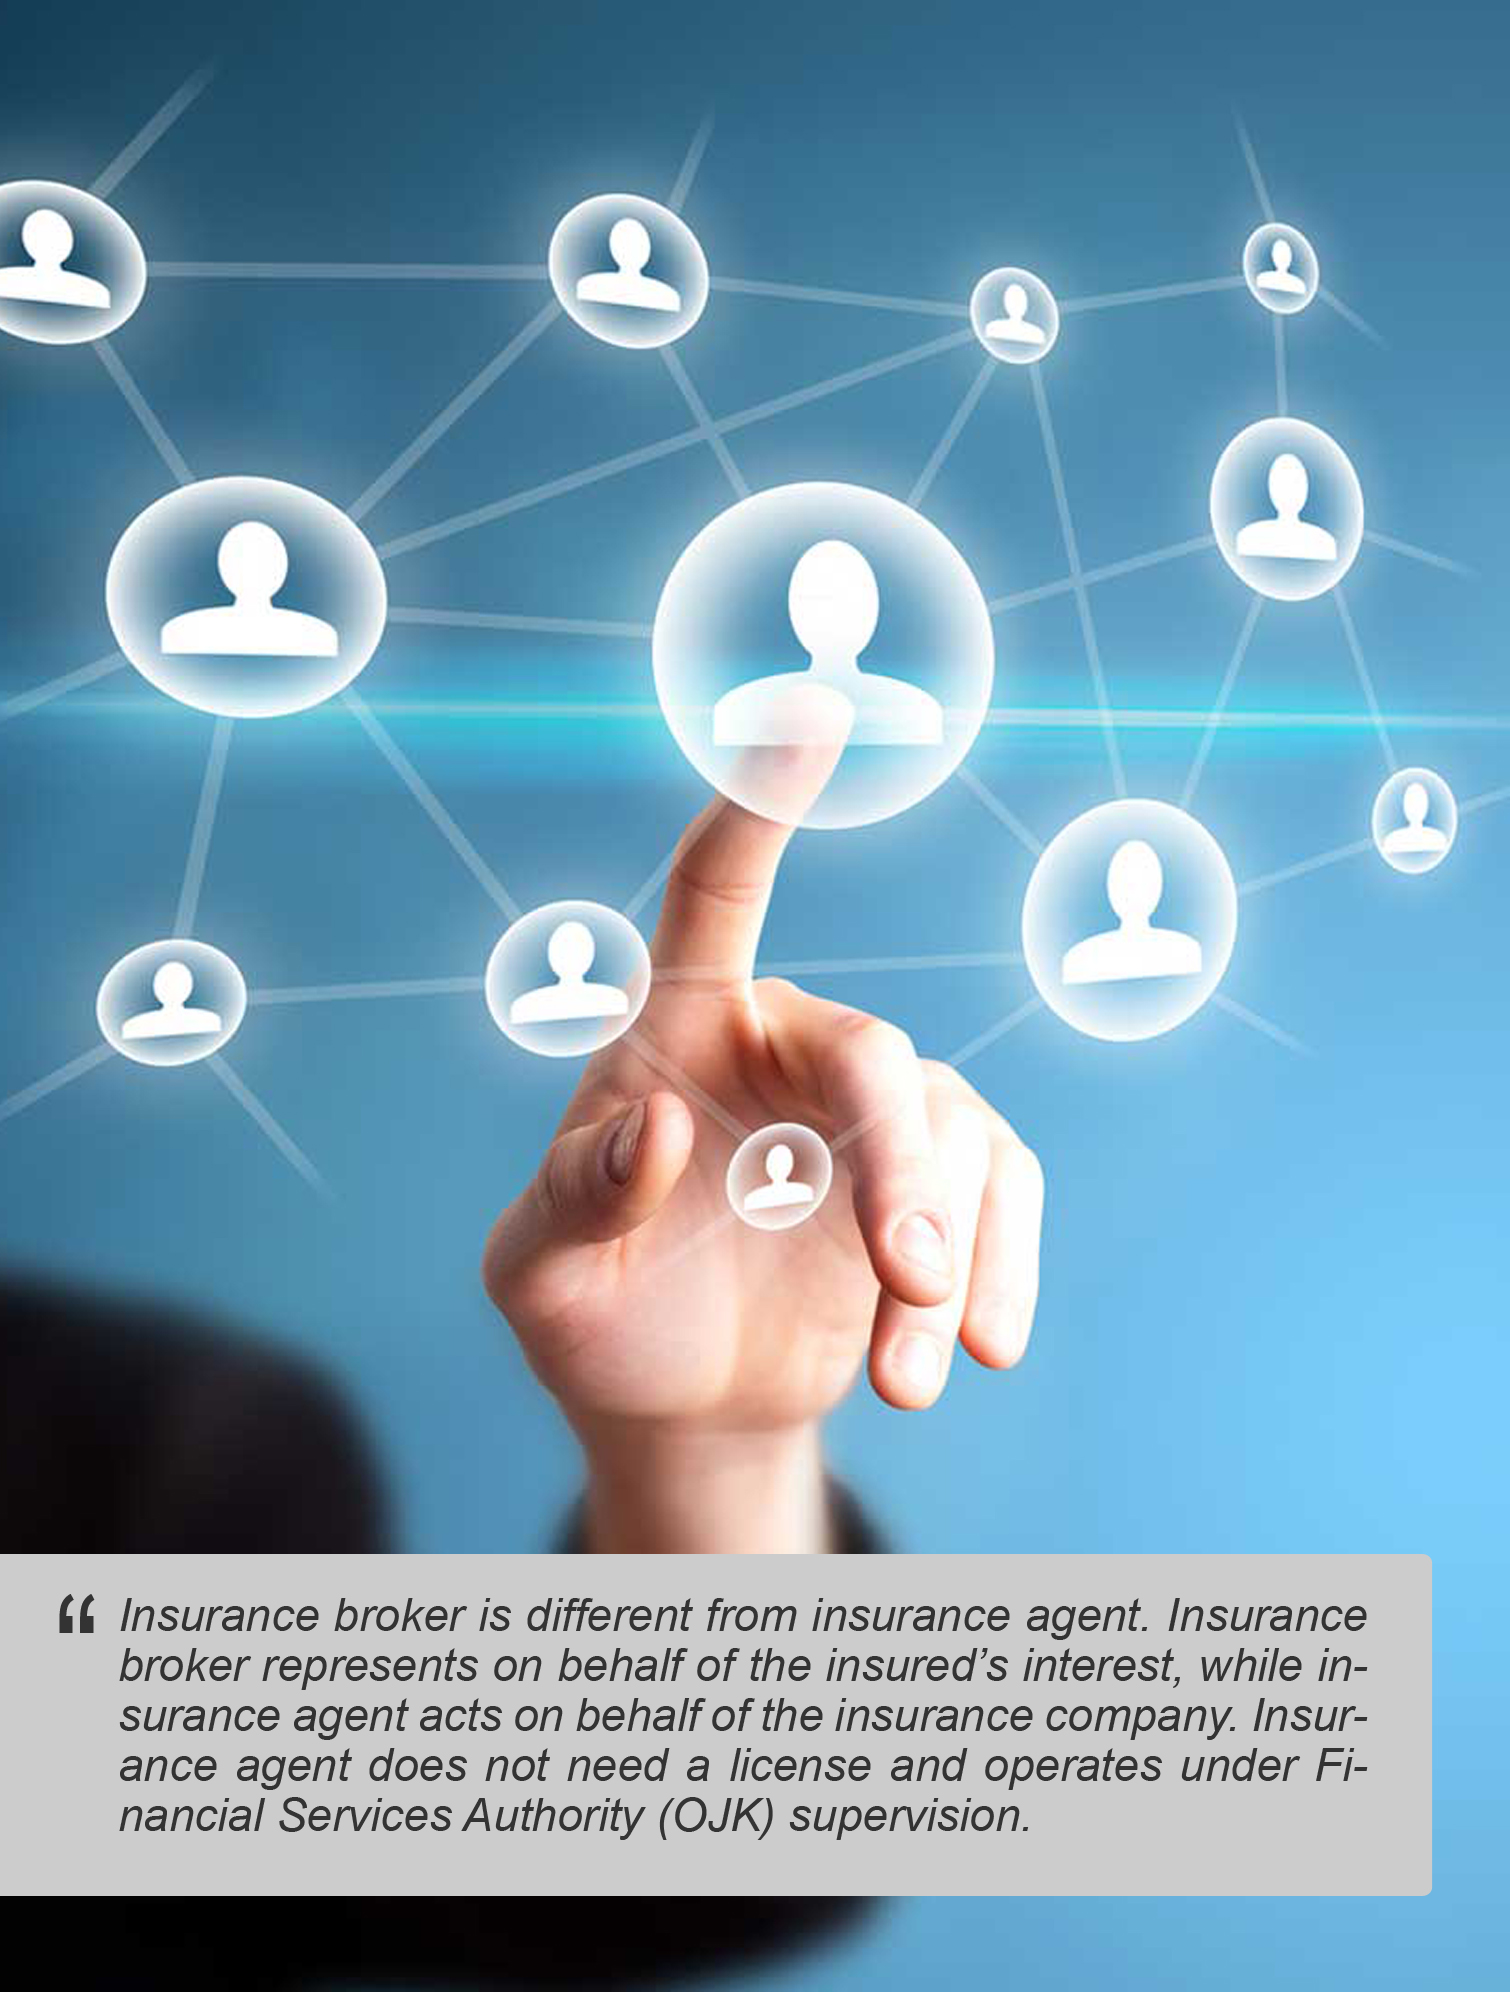 “ Insurance broker is different from insurance agent. Insurance
broker represents on behalf of the insured’s interest, while in-
surance agent acts on behalf of the insurance company. Insur-
ance agent does not need a license and operates under Fi-
nancial Services Authority (OJK) supervision.